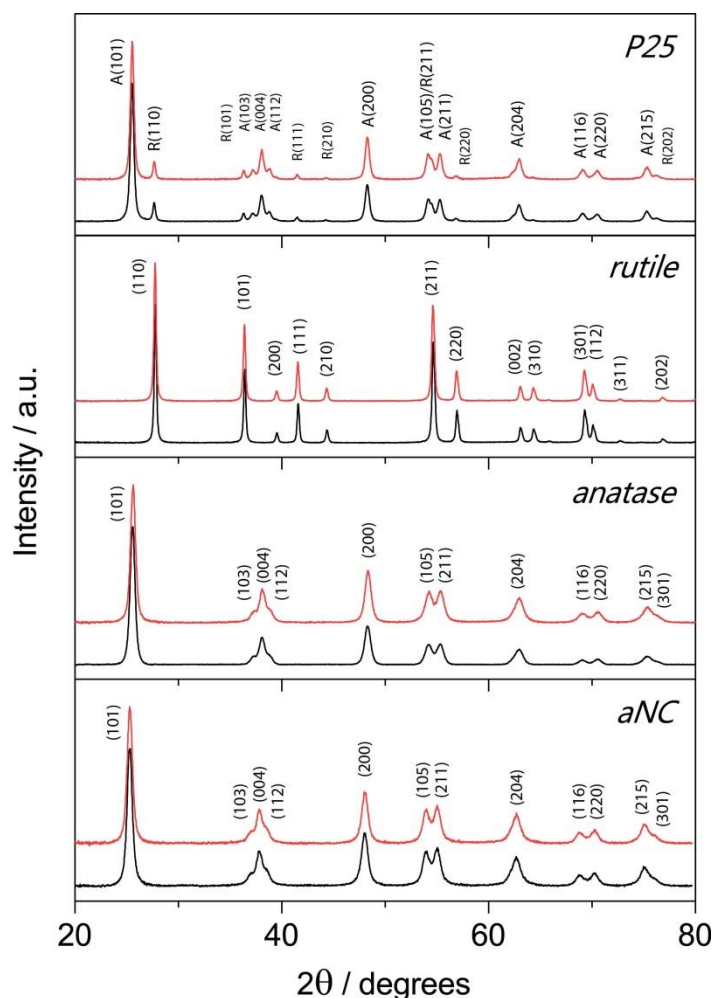 P25
A(101)
R(110)
R(101)
A(103)
A(004)
A(112)
R(111)
R(210)
A(200)
A(105)/R(211)
A(211)
R(220)
A(204)
A(116)
A(220)
A(215)
R(202)
rutile
(110)
(101)
(200)
(111)
(210)
(211)
(220)
(002)
(310)
(301)
(112)
(311)
(202)
anatase
(101)
(103)
(004)
(112)
(200)
(105)
(211)
(204)
(116)
(220)
(215)
(301)
aNC
(101)
(103)
(004)
(112)
(200)
(105)
(211)
(204)
(116)
(220)
(215)
(301)
Intensity / a.u.
20
40
60
80
2θ / degrees